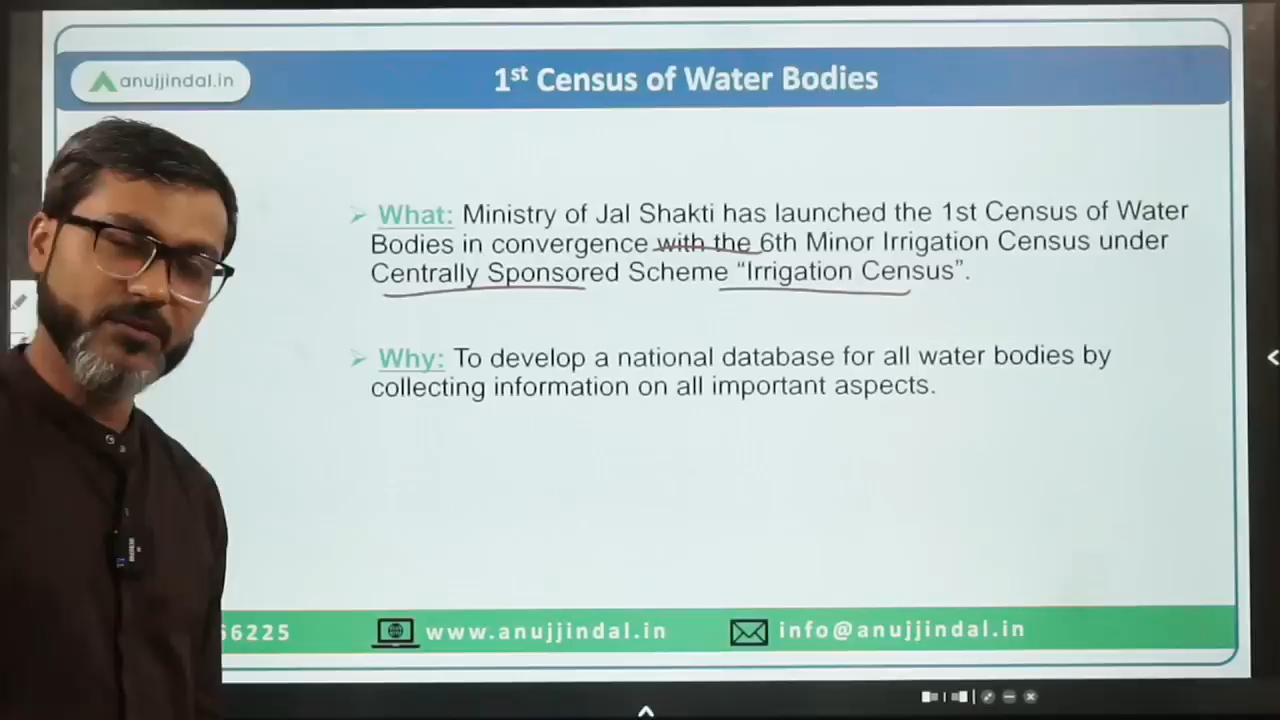 anujjindal.in
1st Census of Water Bodies
What: Ministry of Jal Shakti has launched the 1st Census of Water
Bodies in convergence with the 6th Minor Irrigation Census under
Centrally Sponsored Scheme “Irrigation Census”.
Why: To develop a national database for all water bodies by
collecting information on all important aspects.
66225
www.anujjindal.in
info@anujjindal.in